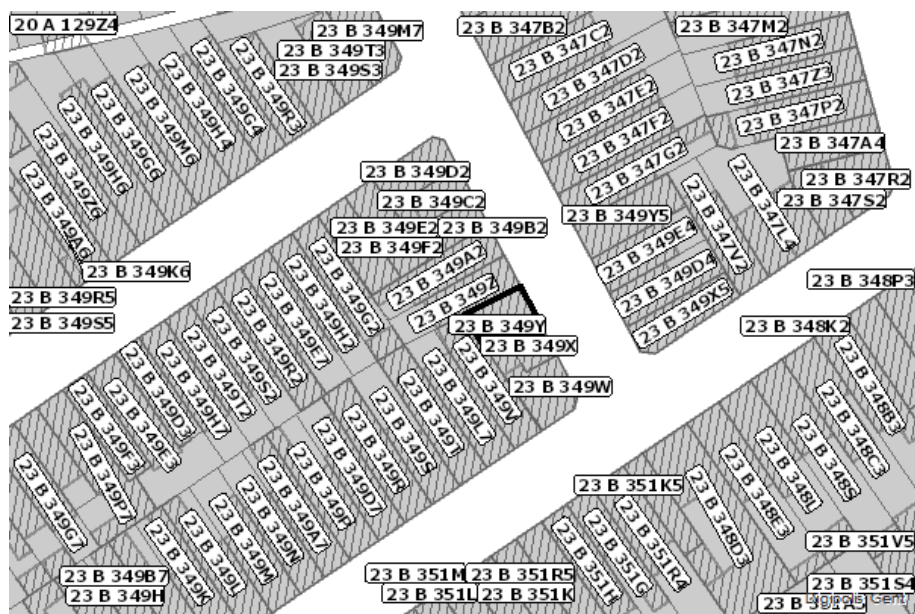 20 A 129Z4
23 B 349M7
23 B 349T3
23 B 349S3
23 B 349R3
23 B 349G4
23 B 349H4
23 B 349M6
23 B 349G6
23 B 349H6
23 B 349Z6
23 B 349A6
23 B 349K6
23 B 349R5
23 B 349S5
23 B 347B2
23 B 347C2
23 B 347D2
23 B 347E2
23 B 347F2
23 B 347G2
23 B 347M2
23 B 347N2
23 B 347Z3
23 B 347P2
23 B 347A4
23 B 347R2
23 B 347S2
23 B 347L4
23 B 347V2
23 B 349Y5
23 B 349E4
23 B 349D4
23 B 349X5
23 B 348P3
23 B 348K2
23 B 349D2
23 B 349C2
23 B 349E2
23 B 349B2
23 B 349F2
23 B 349A2
23 B 349Z
23 B 349Y
23 B 349X
23 B 349W
23 B 349V
23 B 349G2
23 B 349H2
23 B 349E7
23 B 349R2
23 B 349S2
23 B 349T2
23 B 349H7
23 B 349D3
23 B 349E3
23 B 349F3
23 B 349P7
23 B 349G7
23 B 349L7
23 B 349T
23 B 349S
23 B 349R
23 B 349D7
23 B 349P
23 B 349A7
23 B 349N
23 B 349M
23 B 349L
23 B 349K
23 B 349B7
23 B 349H
23 B 351M
23 B 351R5
23 B 351L
23 B 351K
23 B 351K5
23 B 351H
23 B 351G
23 B 351R4
23 B 348D3
23 B 348E3
23 B 348L
23 B 348S
23 B 348C3
23 B 348B3
23 B 351V5
23 B 351S4
Digipolis Gent